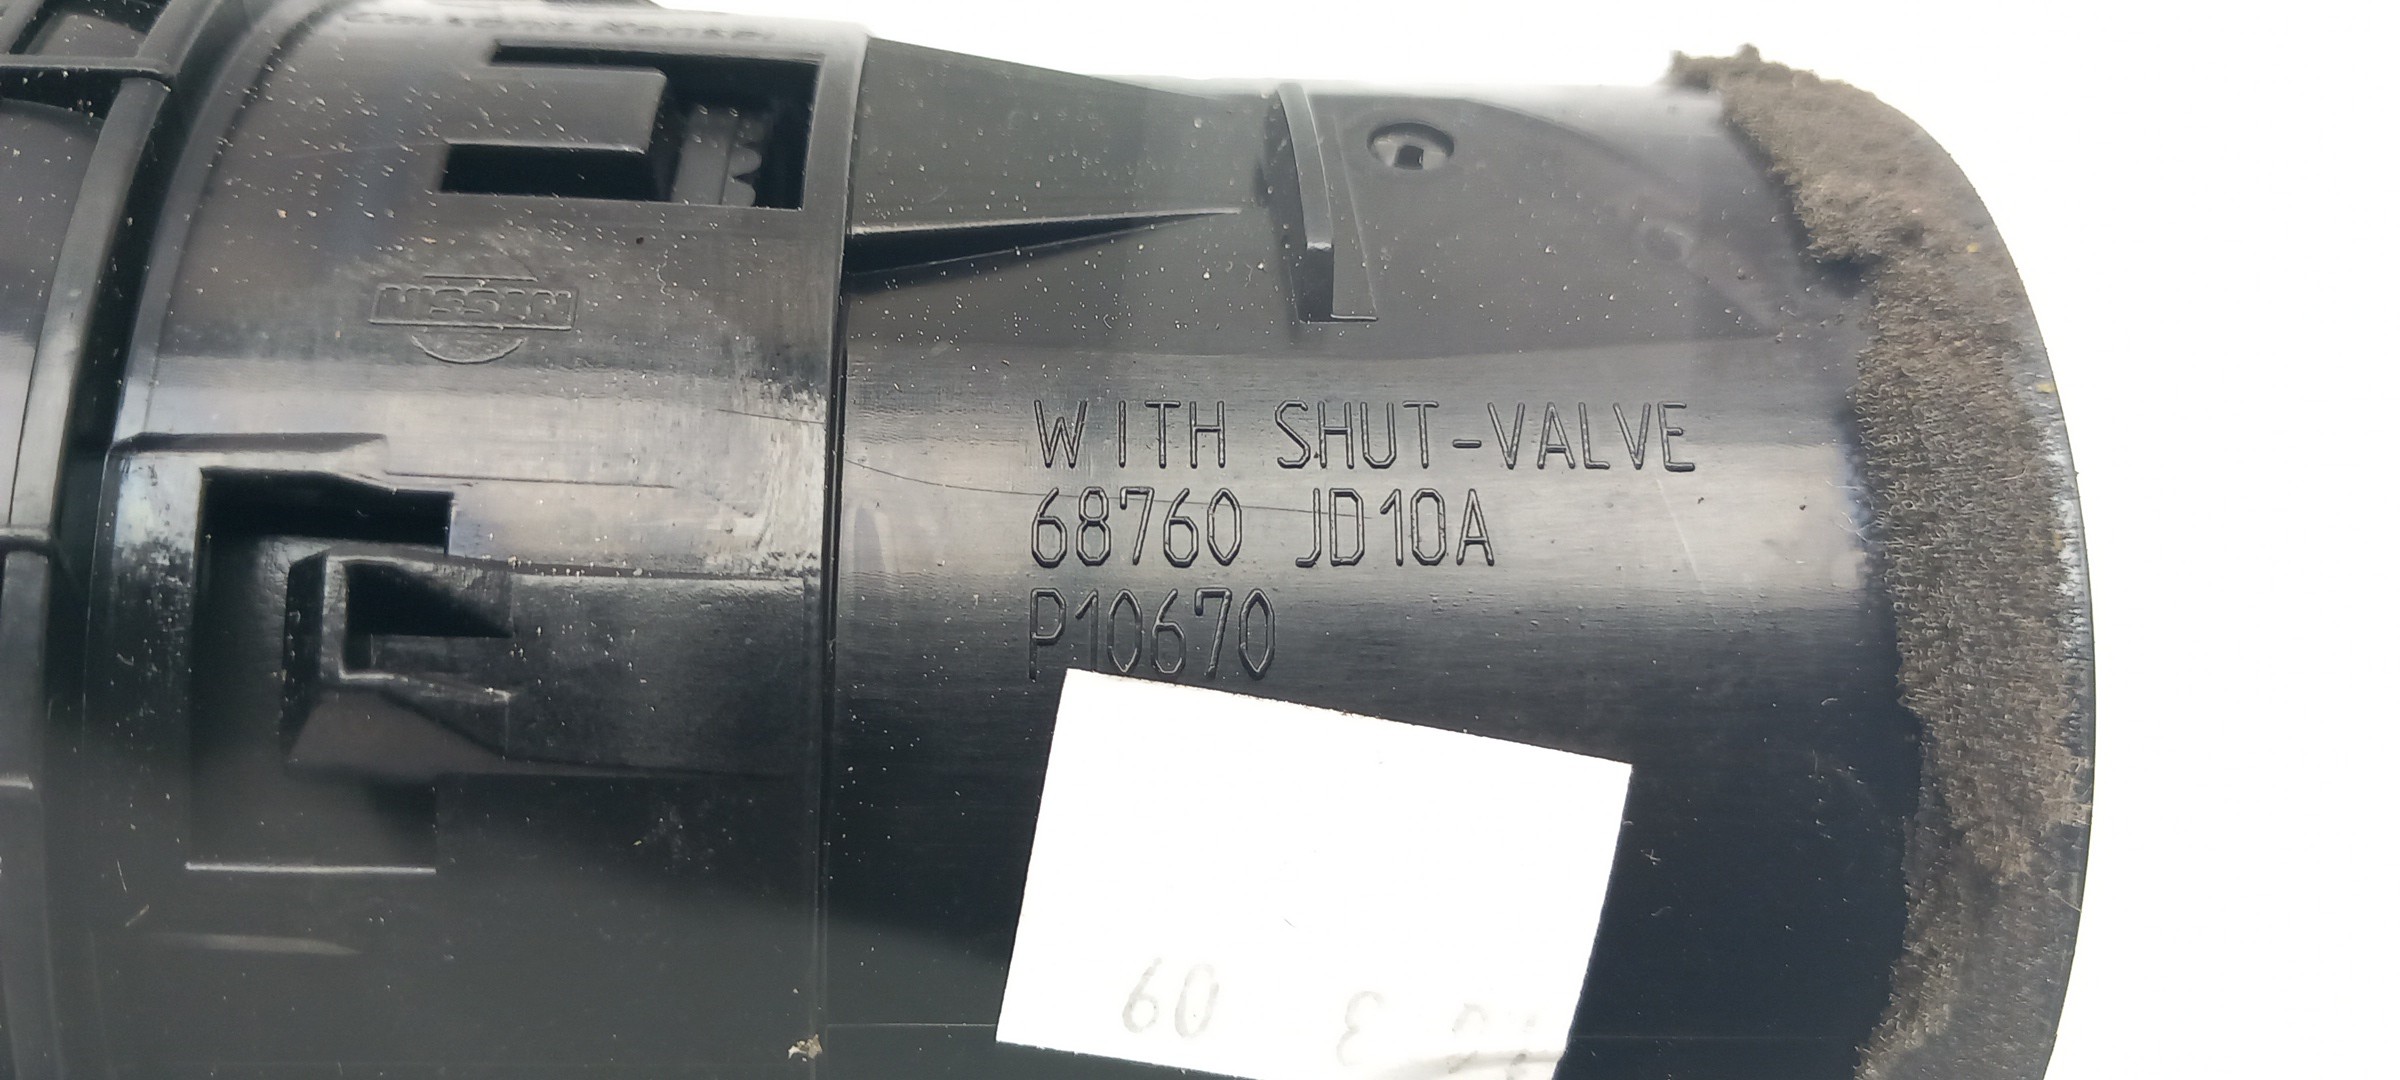 NISSAN
WITH SHUT-VALVE
68760 JD10A
P10670